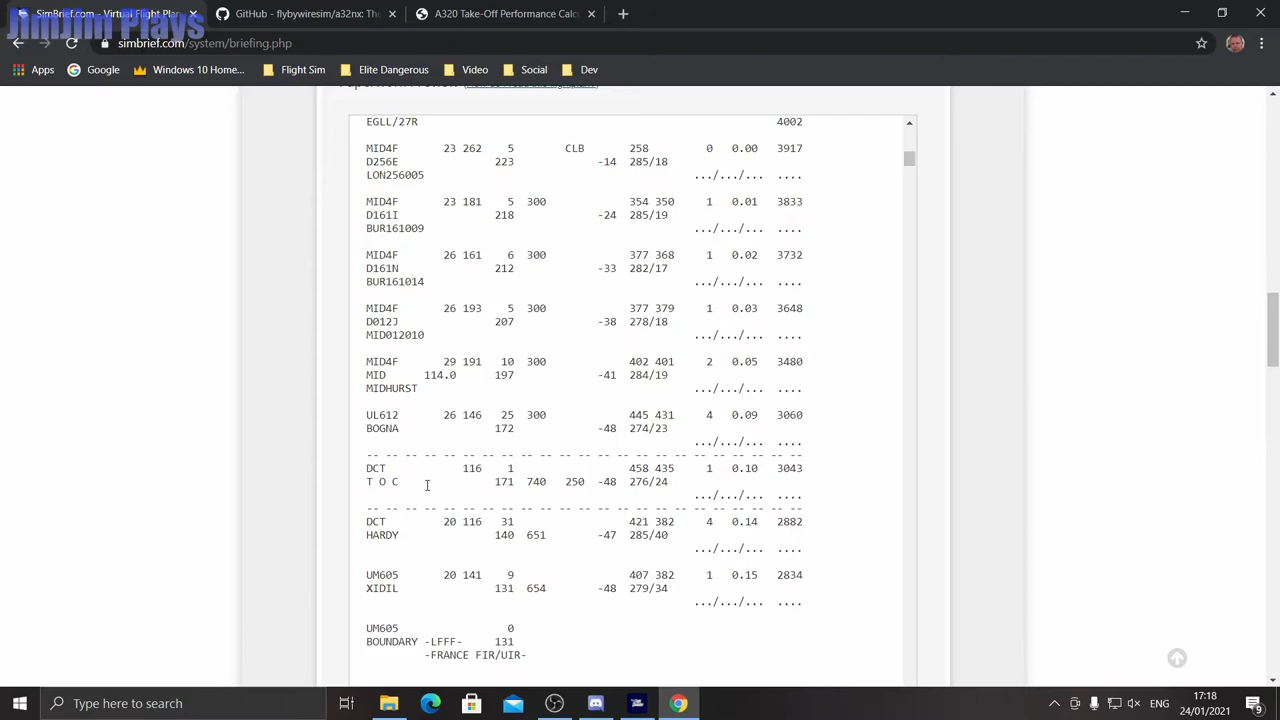 SimBrief.com - Virtual Flight Plan
GitHub - flybywiresim/a32nx: The
A320 Take-Off Performance Calcu
JimJim Plays
simbrief.com/system/briefing.php
Apps
Google
Windows 10 Home...
Flight Sim
Elite Dangerous
Video
Social
Dev
EGLL/27R 4002
MID4F 23 262 5 CLB 258 0 0.00 3917
D256E 223 -14 285/18
LON256005 .../.../... ....
MID4F 23 181 5 300 354 350 1 0.01 3833
D161I 218 -24 285/19
BUR161009 .../.../... ....
MID4F 26 161 6 300 377 368 1 0.02 3732
D161N 212 -33 282/17
BUR161014 .../.../... ....
MID4F 26 193 5 300 377 379 1 0.03 3648
D012J 207 -38 278/18
MID012010 .../.../... ....
MID4F 29 191 10 300 402 401 2 0.05 3480
MID 114.0 197 -41 284/19
MIDHURST .../.../... ....
UL612 26 146 25 300 445 431 4 0.09 3060
BOGNA 172 -48 274/23
.../.../... ....
-- -- -- -- -- -- -- -- -- -- -- -- -- -- -- -- -- -- -- -- -- -- --
DCT 116 1 458 435 1 0.10 3043
T O C 171 740 250 -48 276/24
.../.../... ....
-- -- -- -- -- -- -- -- -- -- -- -- -- -- -- -- -- -- -- -- -- -- --
DCT 20 116 31 421 382 4 0.14 2882
HARDY 140 651 -47 285/40
.../.../... ....
UM605 20 141 9 407 382 1 0.15 2834
XIDIL 131 654 -48 279/34
.../.../... ....
UM605 0
BOUNDARY -LFFF- 131
-FRANCE FIR/UIR-
Type here to search
ENG
17:18
24/01/2021